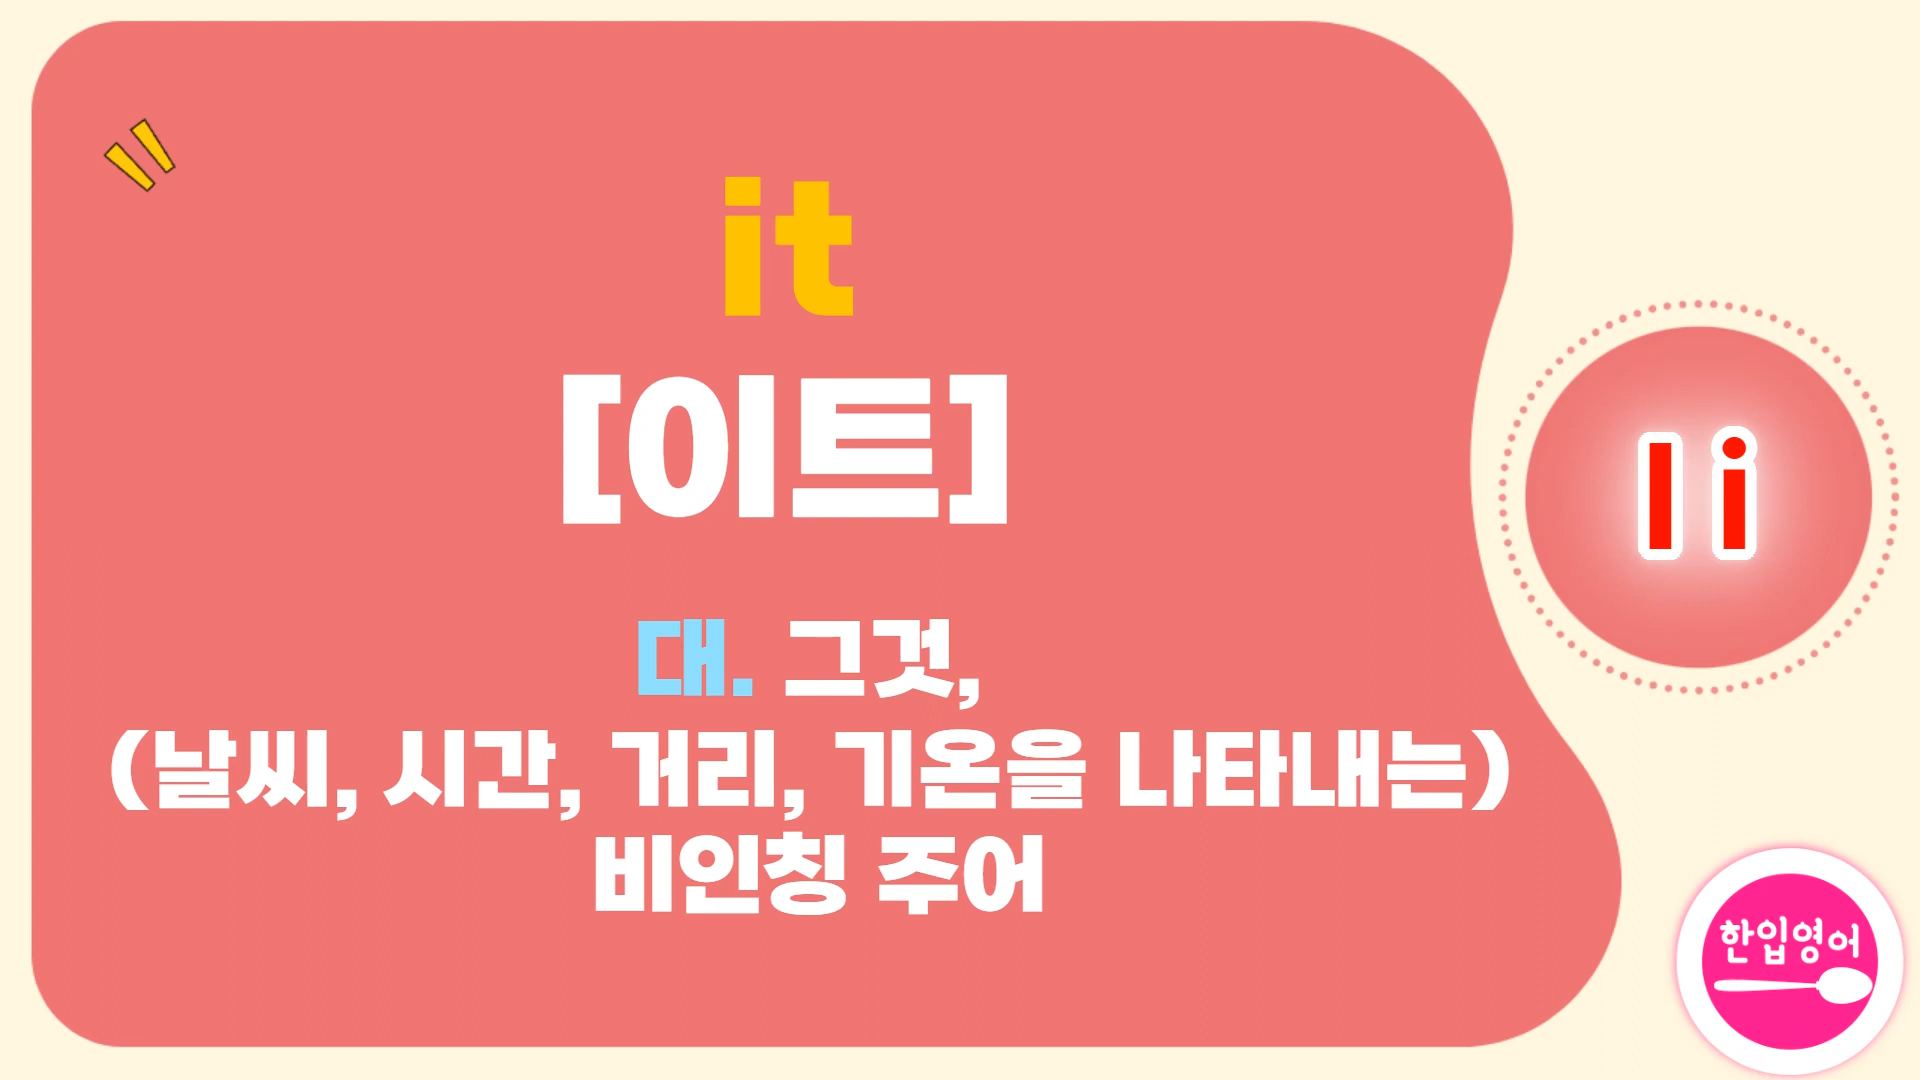 it
[이트]
대. 그것,
(날씨, 시간, 거리, 기온을 나타내는)
비인칭 주어
I i
한입영어